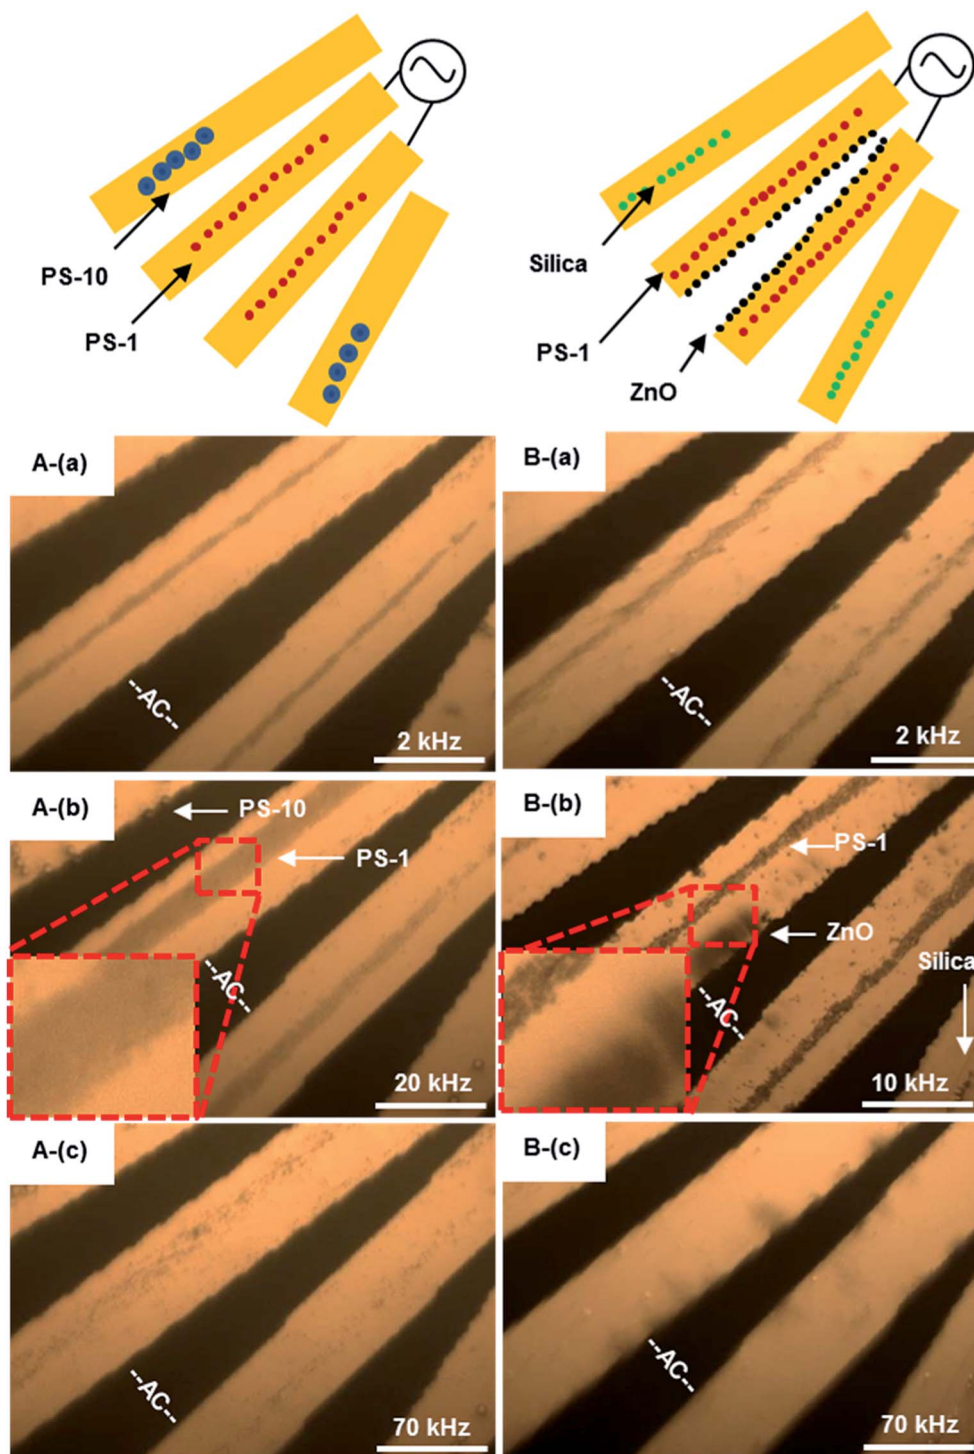 PS-10
PS-1
Silica
PS-1
ZnO
A-(a)
--AC--
2 kHz
B-(a)
--AC--
2 kHz
A-(b)
PS-10
PS-1
--AC--
20 kHz
B-(b)
PS-1
ZnO
Silica
--AC--
10 kHz
A-(c)
--AC--
70 kHz
B-(c)
--AC--
70 kHz